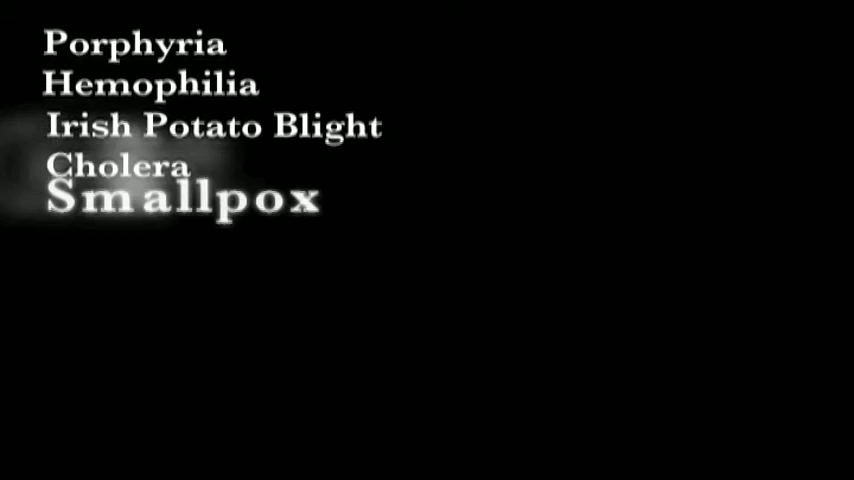 Porphyria
Hemophilia
Irish Potato Blight
Cholera
Smallpox